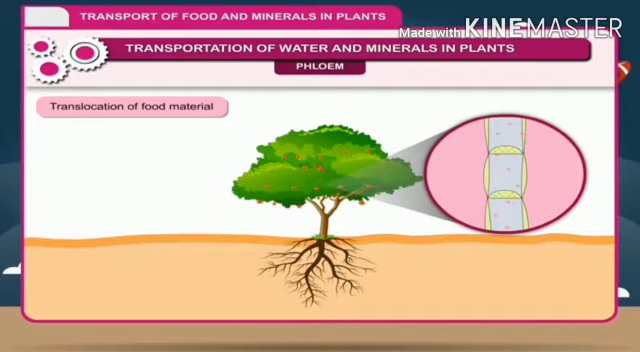 TRANSPORT OF FOOD AND MINERALS IN PLANTS
Made with KINEMASTER
TRANSPORTATION OF WATER AND MINERALS IN PLANTS
PHLOEM
Translocation of food material